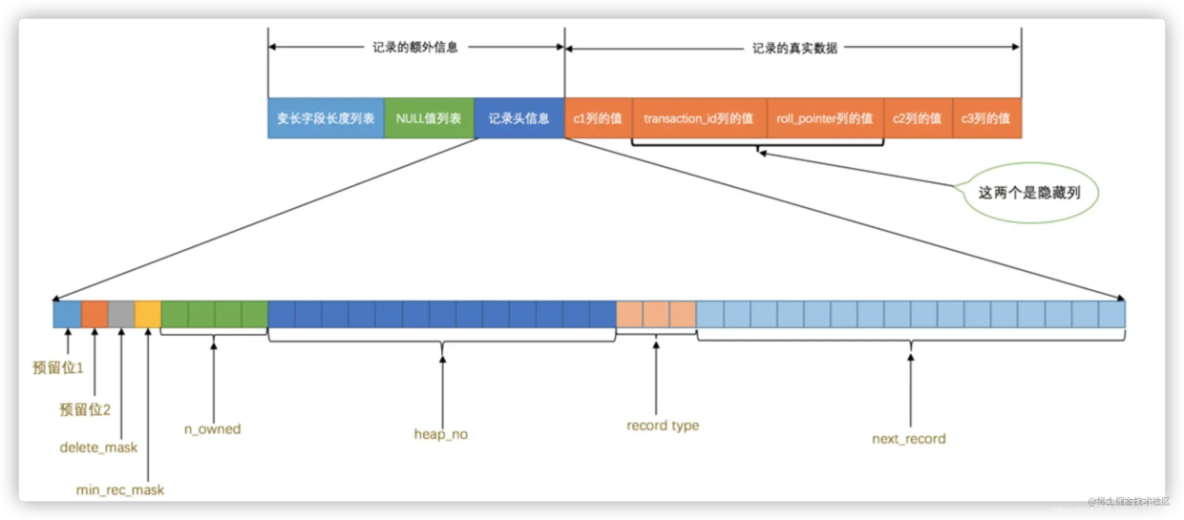 记录的额外信息
记录的真实数据
变长字段长度列表
NULL值列表
记录头信息
c1列的值
transaction_id列的值
roll_pointer列的值
c2列的值
c3列的值
这两个是隐藏列
预留位1
预留位2
delete_mask
min_rec_mask
n_owned
heap_no
record type
next_record
@稀土掘金技术社区